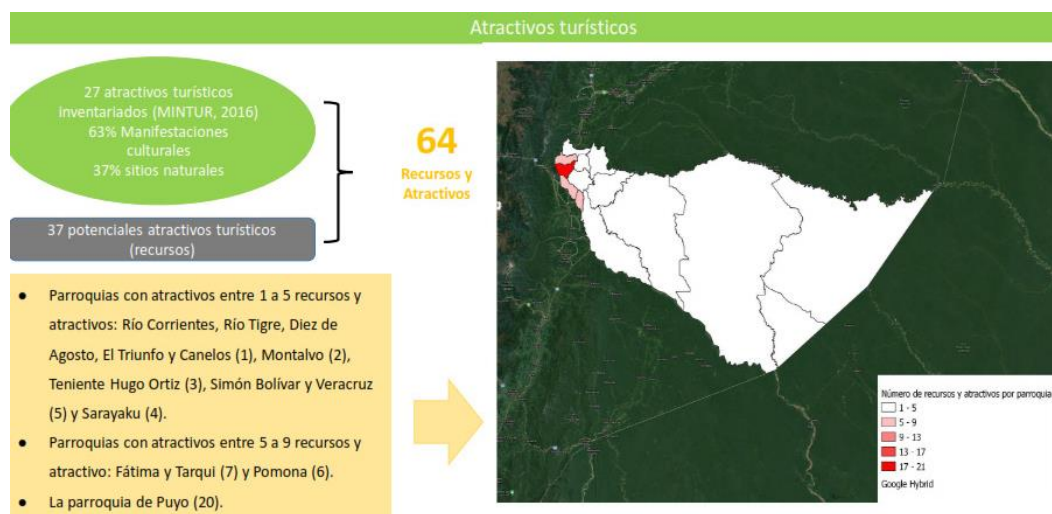 Atractivos turísticos
27 atractivos turísticos
inventariados (MINTUR, 2016)
63% Manifestaciones
culturales
37% sitios naturales
37 potenciales atractivos turísticos
(recursos)
64
Recursos y
Atractivos
● Parroquias con atractivos entre 1 a 5 recursos y
atractivos: Río Corrientes, Río Tigre, Diez de
Agosto, El Triunfo y Canelos (1), Montalvo (2),
Teniente Hugo Ortiz (3), Simón Bolívar y Veracruz
(5) y Sarayaku (4).
● Parroquias con atractivos entre 5 a 9 recursos y
atractivo: Fátima y Tarqui (7) y Pomona (6).
● La parroquia de Puyo (20).
Número de recursos y atractivos por parroquia
1 - 5
5 - 9
9 - 13
13 - 17
17 - 21
Google Hybrid